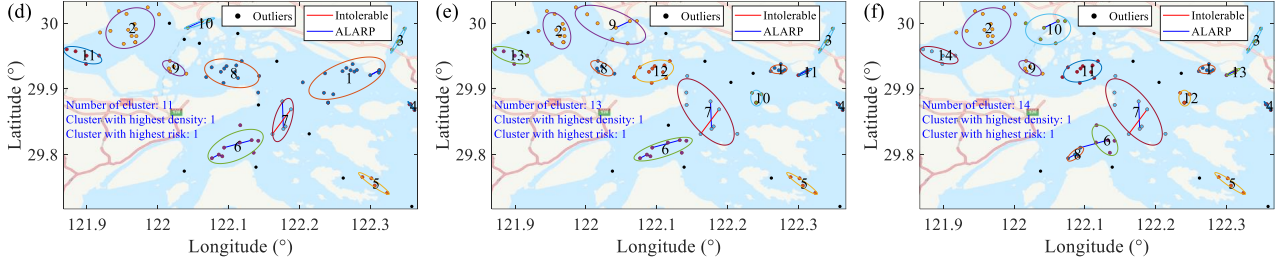 (d)
Latitude (°)
30
29.9
29.8
121.9
122
122.1
122.2
122.3
Longitude (°)
Outliers
Intolerable
ALARP
2
10
3
11
9
8
1
4
7
6
5
Number of cluster: 11
Cluster with highest density: 1
Cluster with highest risk: 1
(e)
Latitude (°)
30
29.9
29.8
121.9
122
122.1
122.2
122.3
Longitude (°)
Outliers
Intolerable
ALARP
2
9
3
13
8
12
1
11
10
4
7
6
5
Number of cluster: 13
Cluster with highest density: 1
Cluster with highest risk: 1
(f)
Latitude (°)
30
29.9
29.8
121.9
122
122.1
122.2
122.3
Longitude (°)
Outliers
Intolerable
ALARP
2
10
3
14
9
11
1
13
12
4
7
6
8
5
Number of cluster: 14
Cluster with highest density: 1
Cluster with highest risk: 1